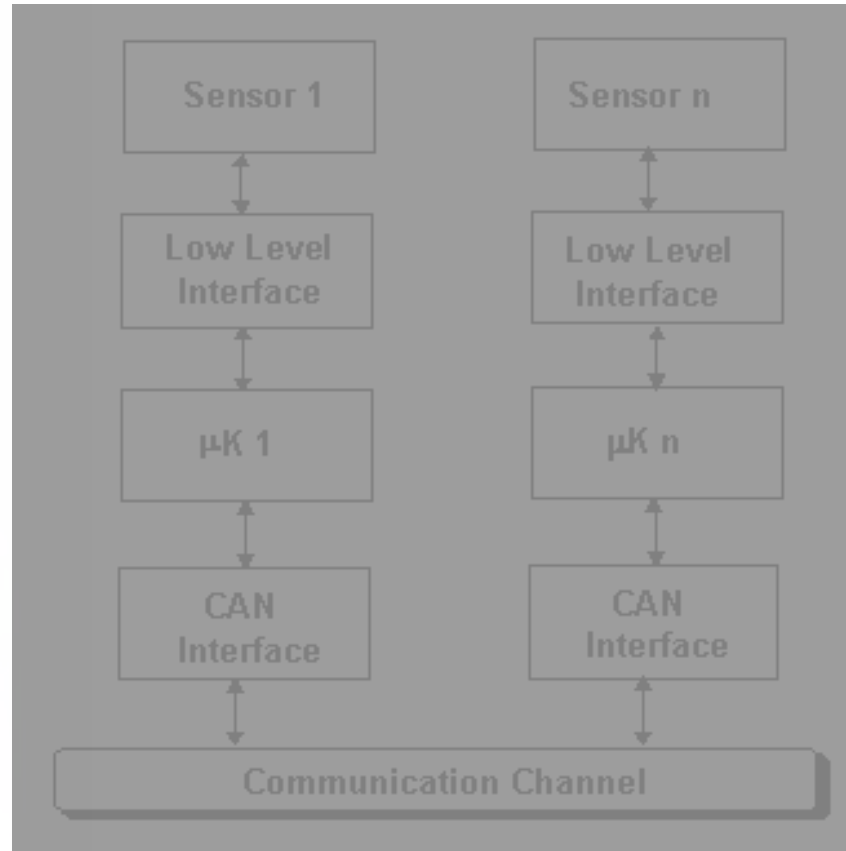 Sensor 1
Sensor n
Low Level
Interface
Low Level
Interface
μK 1
μK n
CAN
Interface
CAN
Interface
Communication Channel